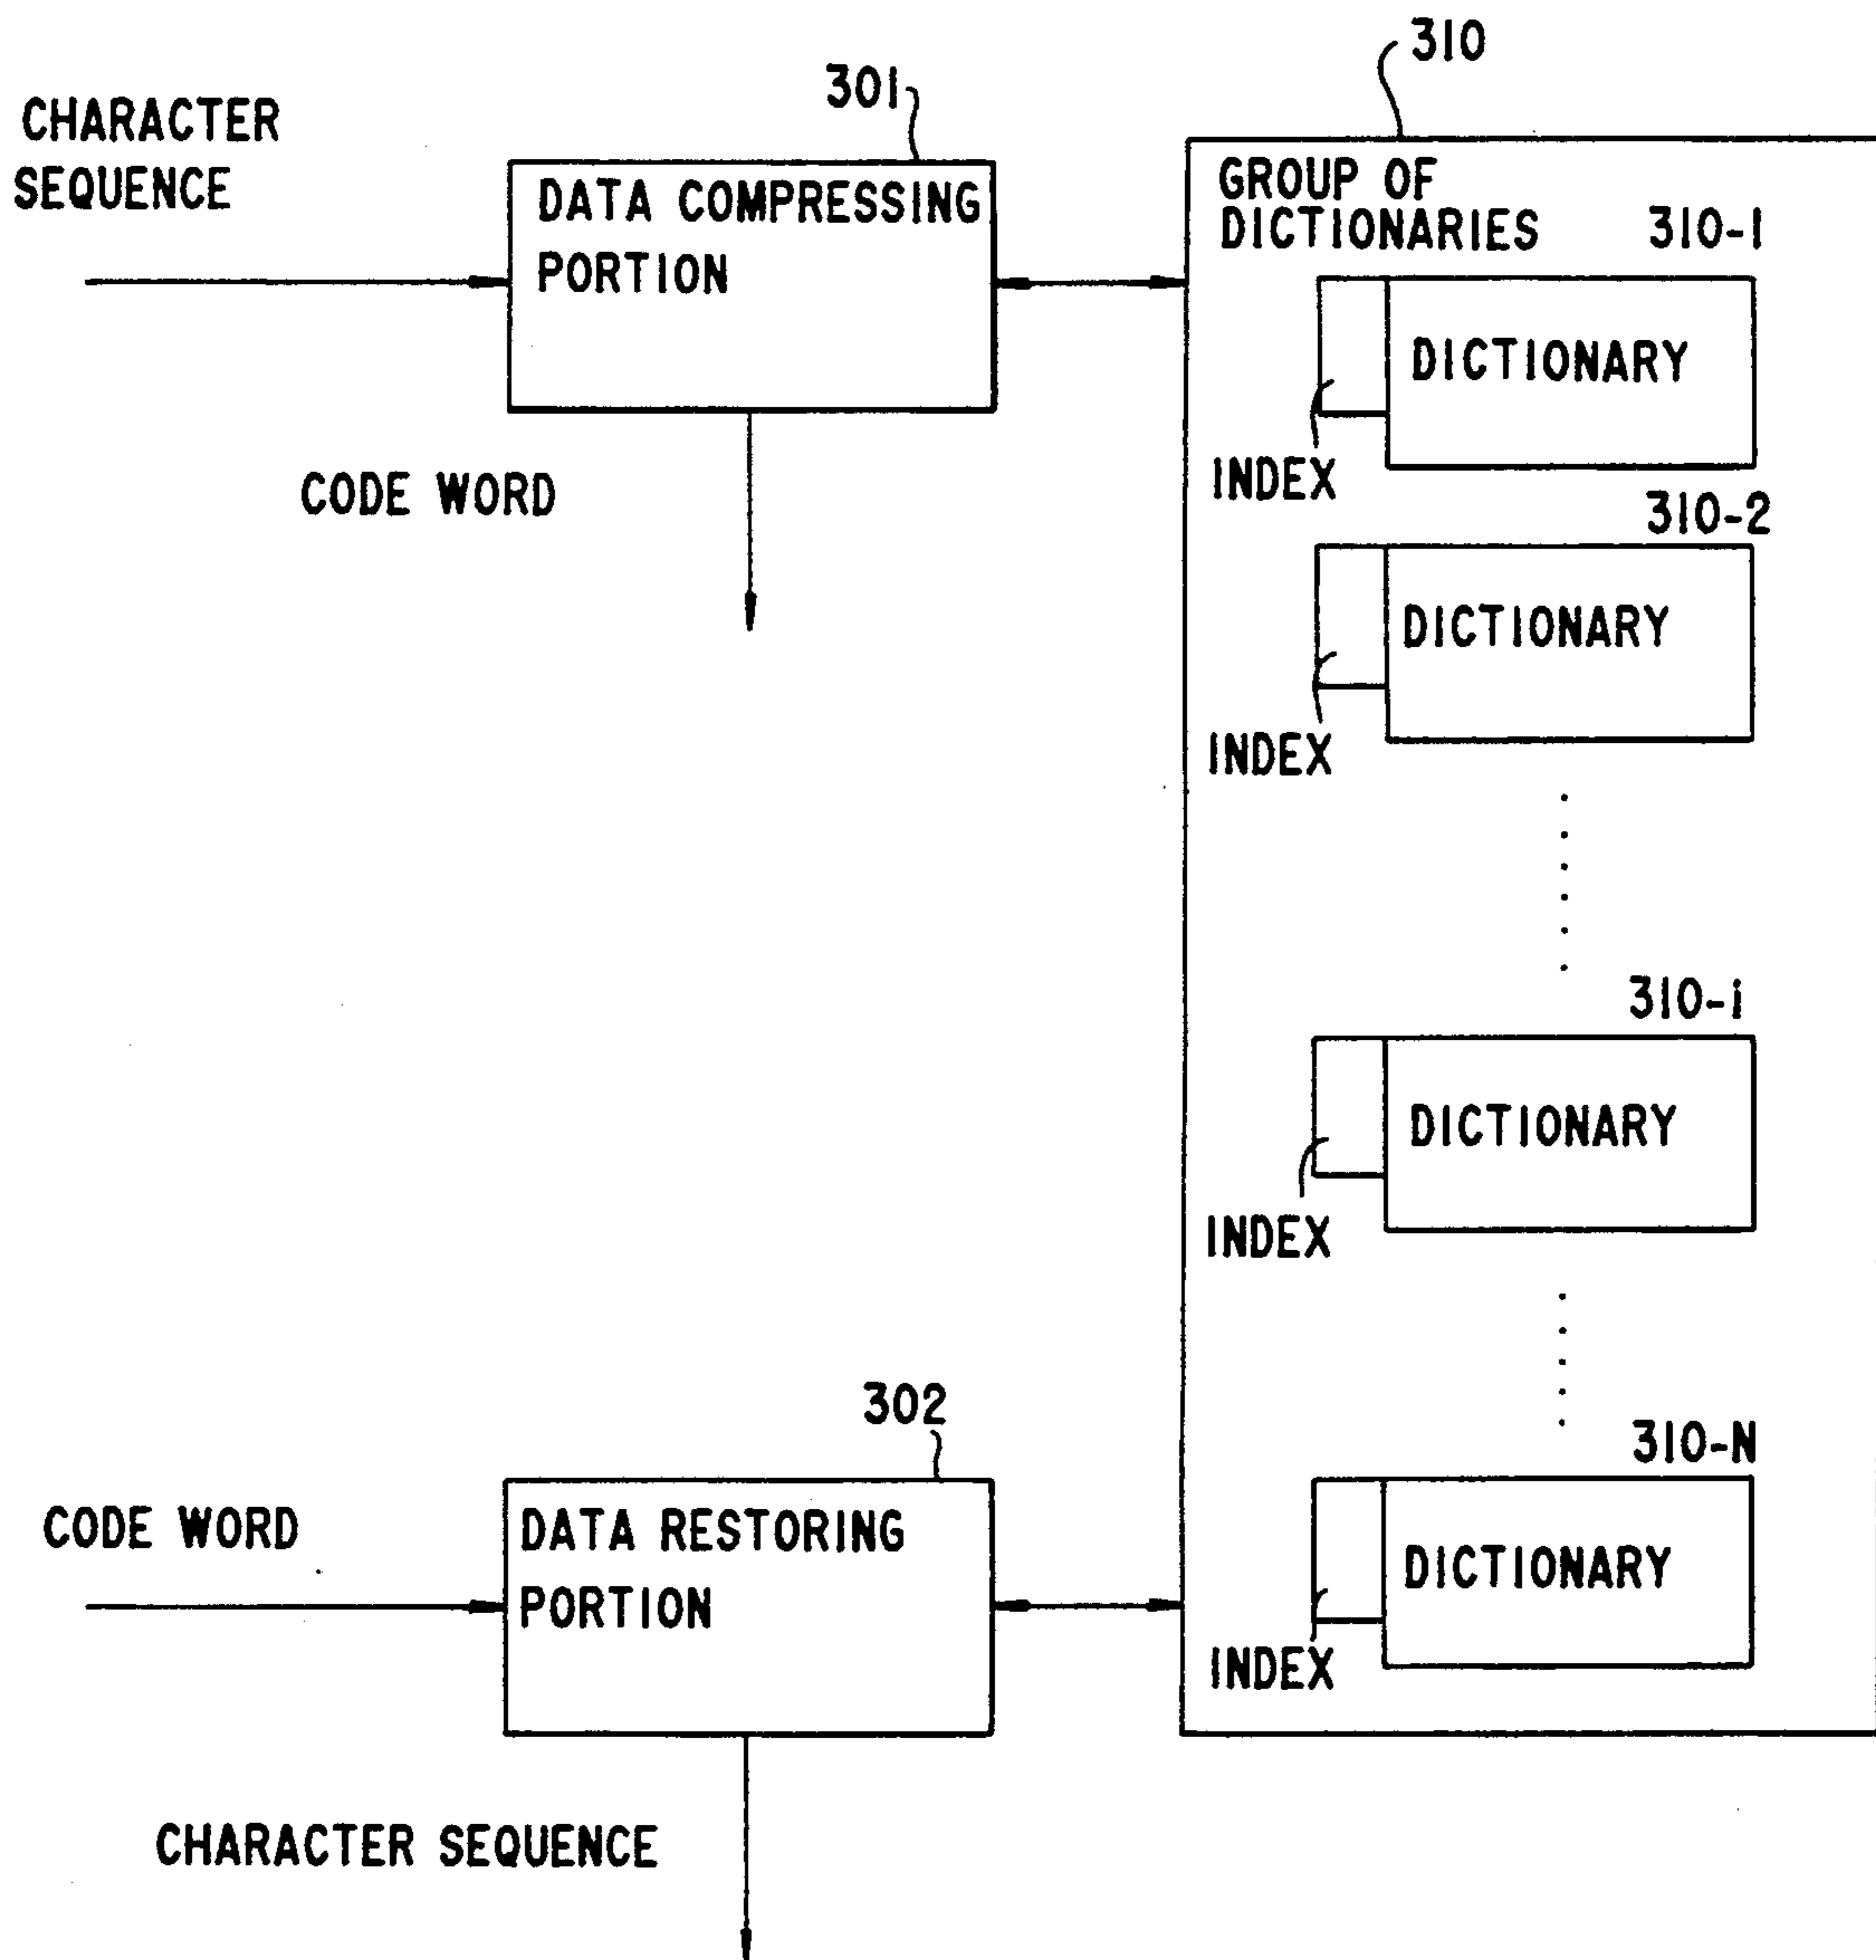 310
301
CHARACTER
SEQUENCE
DATA COMPRESSING
PORTION
GROUP OF
DICTIONARIES
310-1
DICTIONARY
INDEX
CODE WORD
310-2
DICTIONARY
INDEX
310-i
DICTIONARY
INDEX
302
310-N
CODE WORD
DATA RESTORING
PORTION
DICTIONARY
INDEX
CHARACTER SEQUENCE